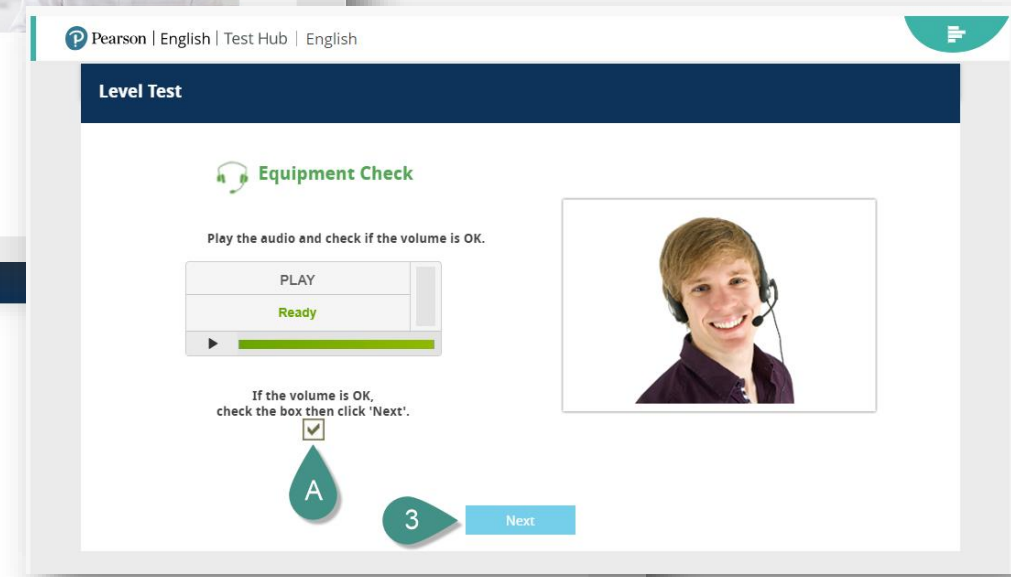 Pearson | English | Test Hub | English
Level Test
Equipment Check
Play the audio and check if the volume is OK.
PLAY
Ready
If the volume is OK,
check the box then click 'Next'.
A
3
Next